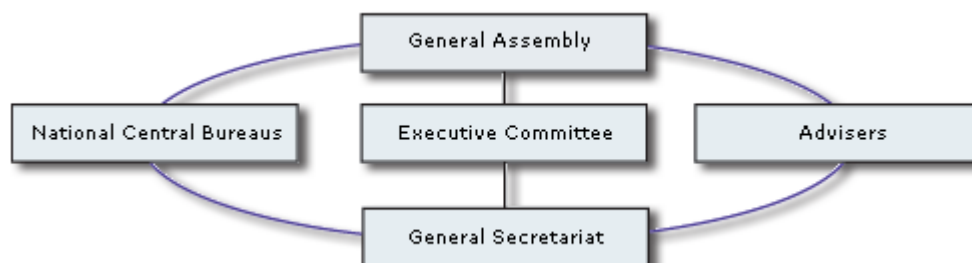 General Assembly
National Central Bureaus
Executive Committee
Advisers
General Secretariat